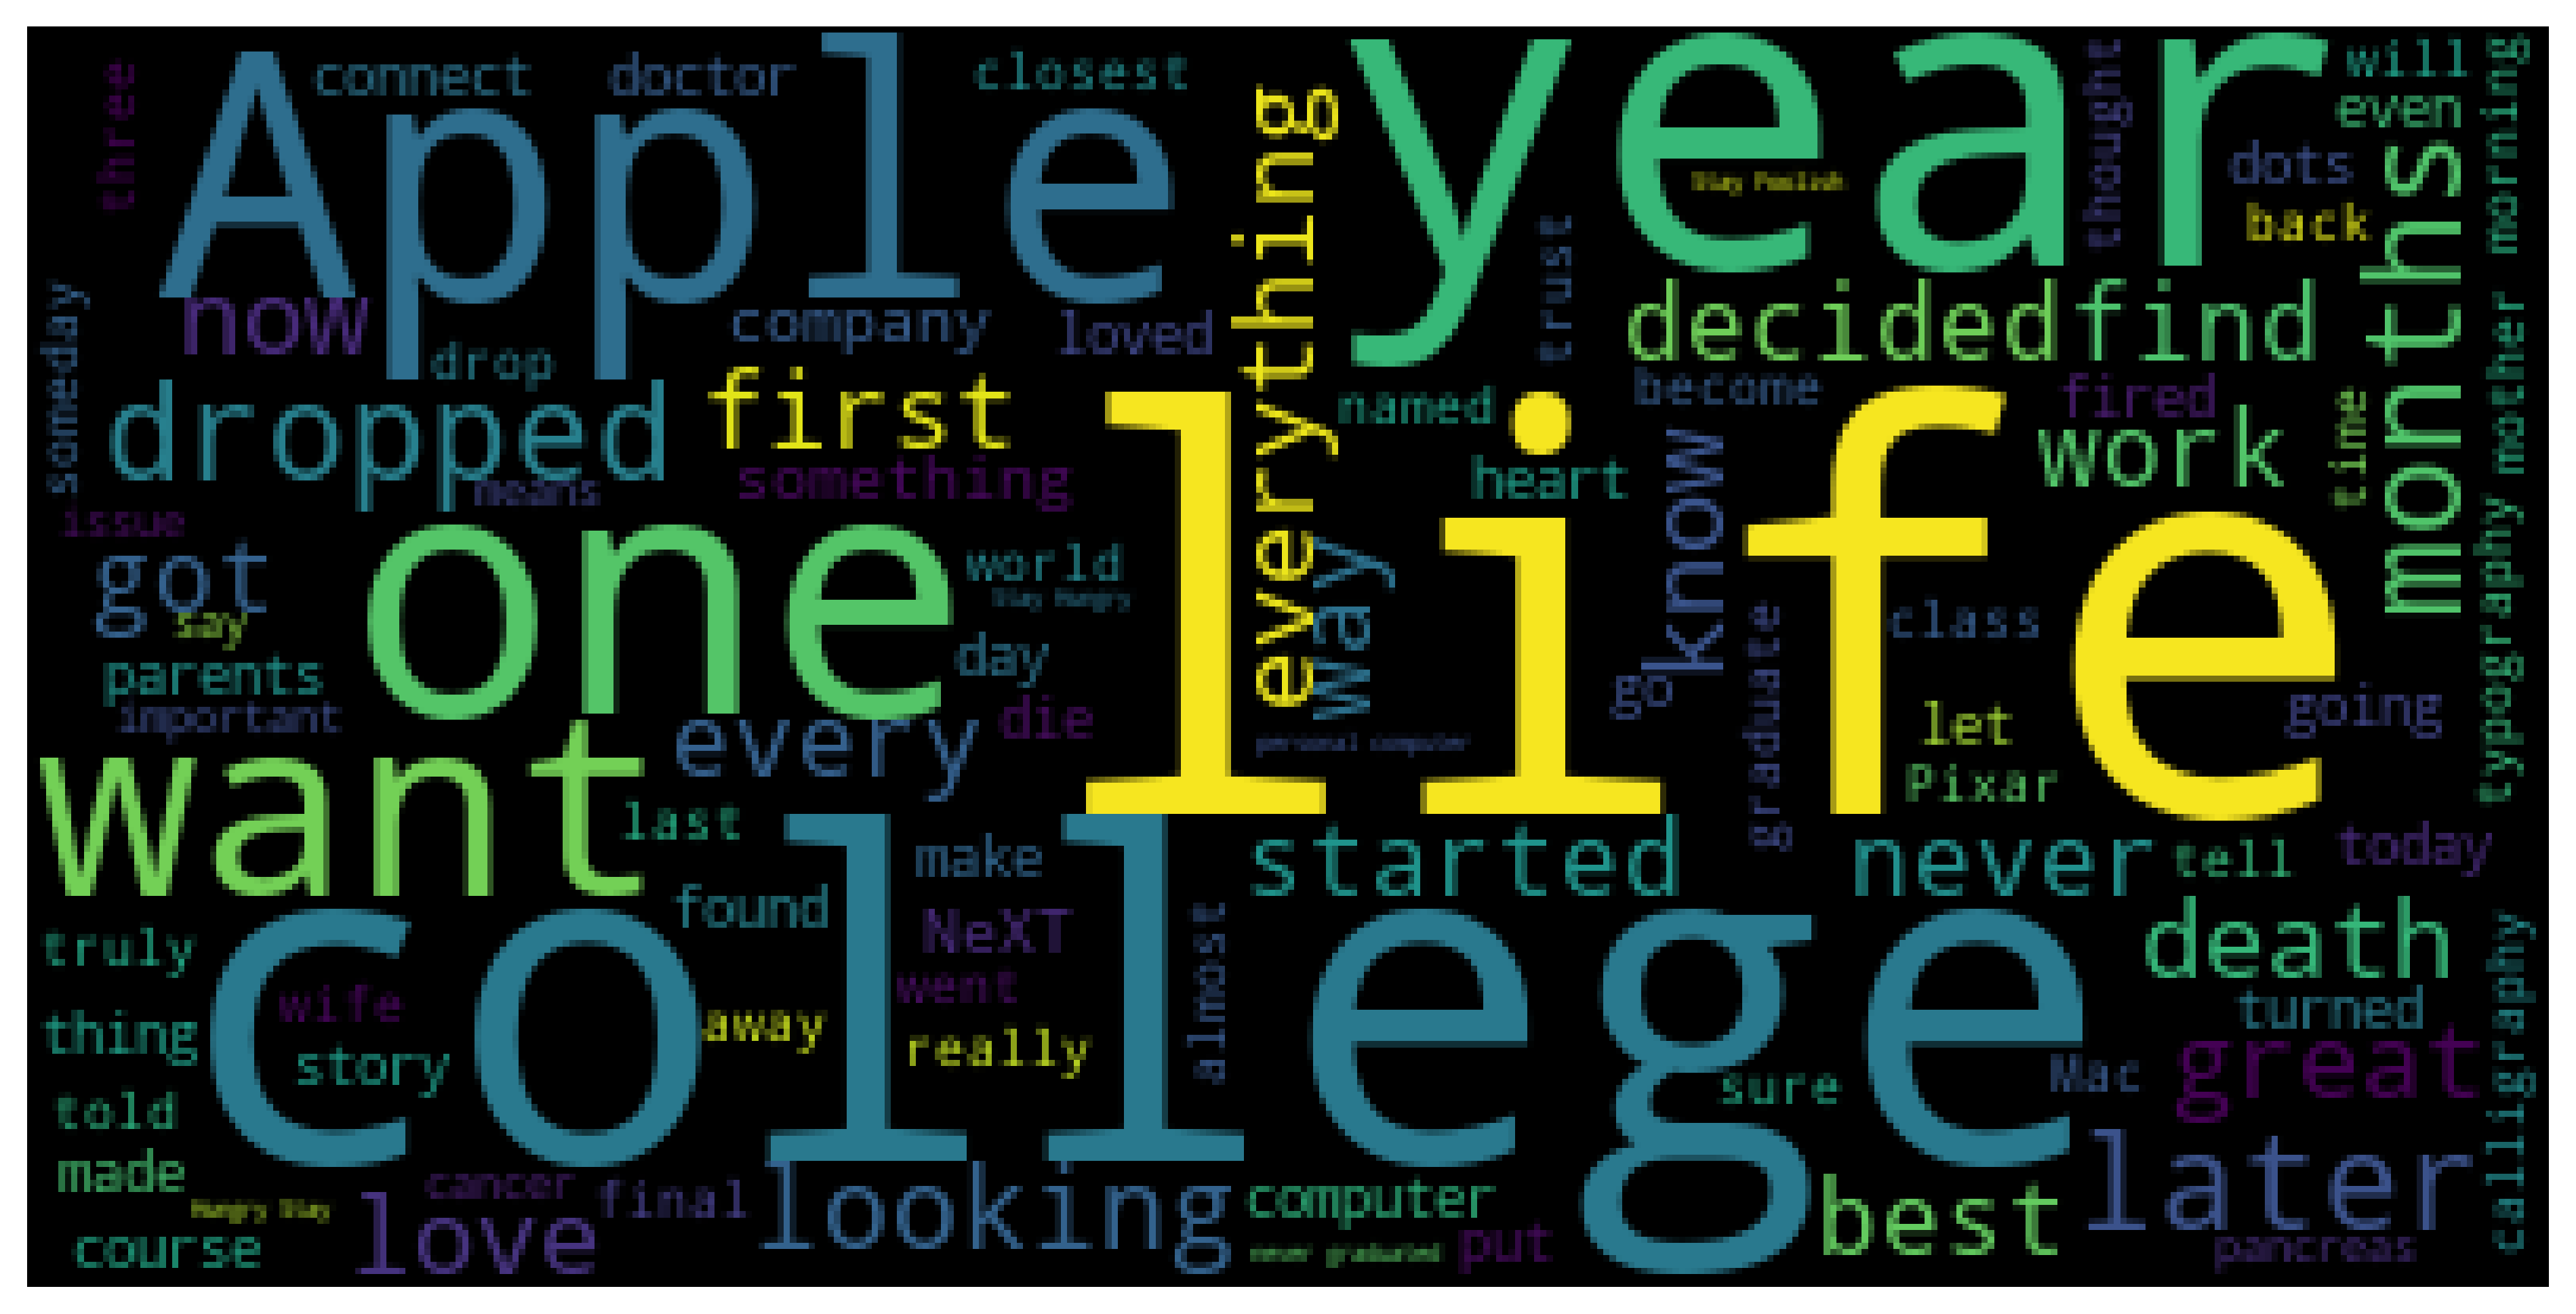 three
connect
doctor
closest
Apple
year
will
even
dots
back
thought
morning
everything
trust
Stay Foolish
months
someday
now
company
loved
drop
decided
find
dropped
first
named
become
fired
work
time
mother
something
means
heart
know
issue
got
say
one
world
Stay Hungry
day
way
life
class
graduate
typography
parents
important
every
die
go
going
let
Pixar
personal computer
want
last
make
started
never
tell
today
found
NeXT
almost
death
truly
wife
went
away
really
college
turned
thing
story
sure
Mac
great
told
made
Hungry Stay
course
love
cancer
final
looking
computer
never graduated
put
best
later
pancreas
calligraphy